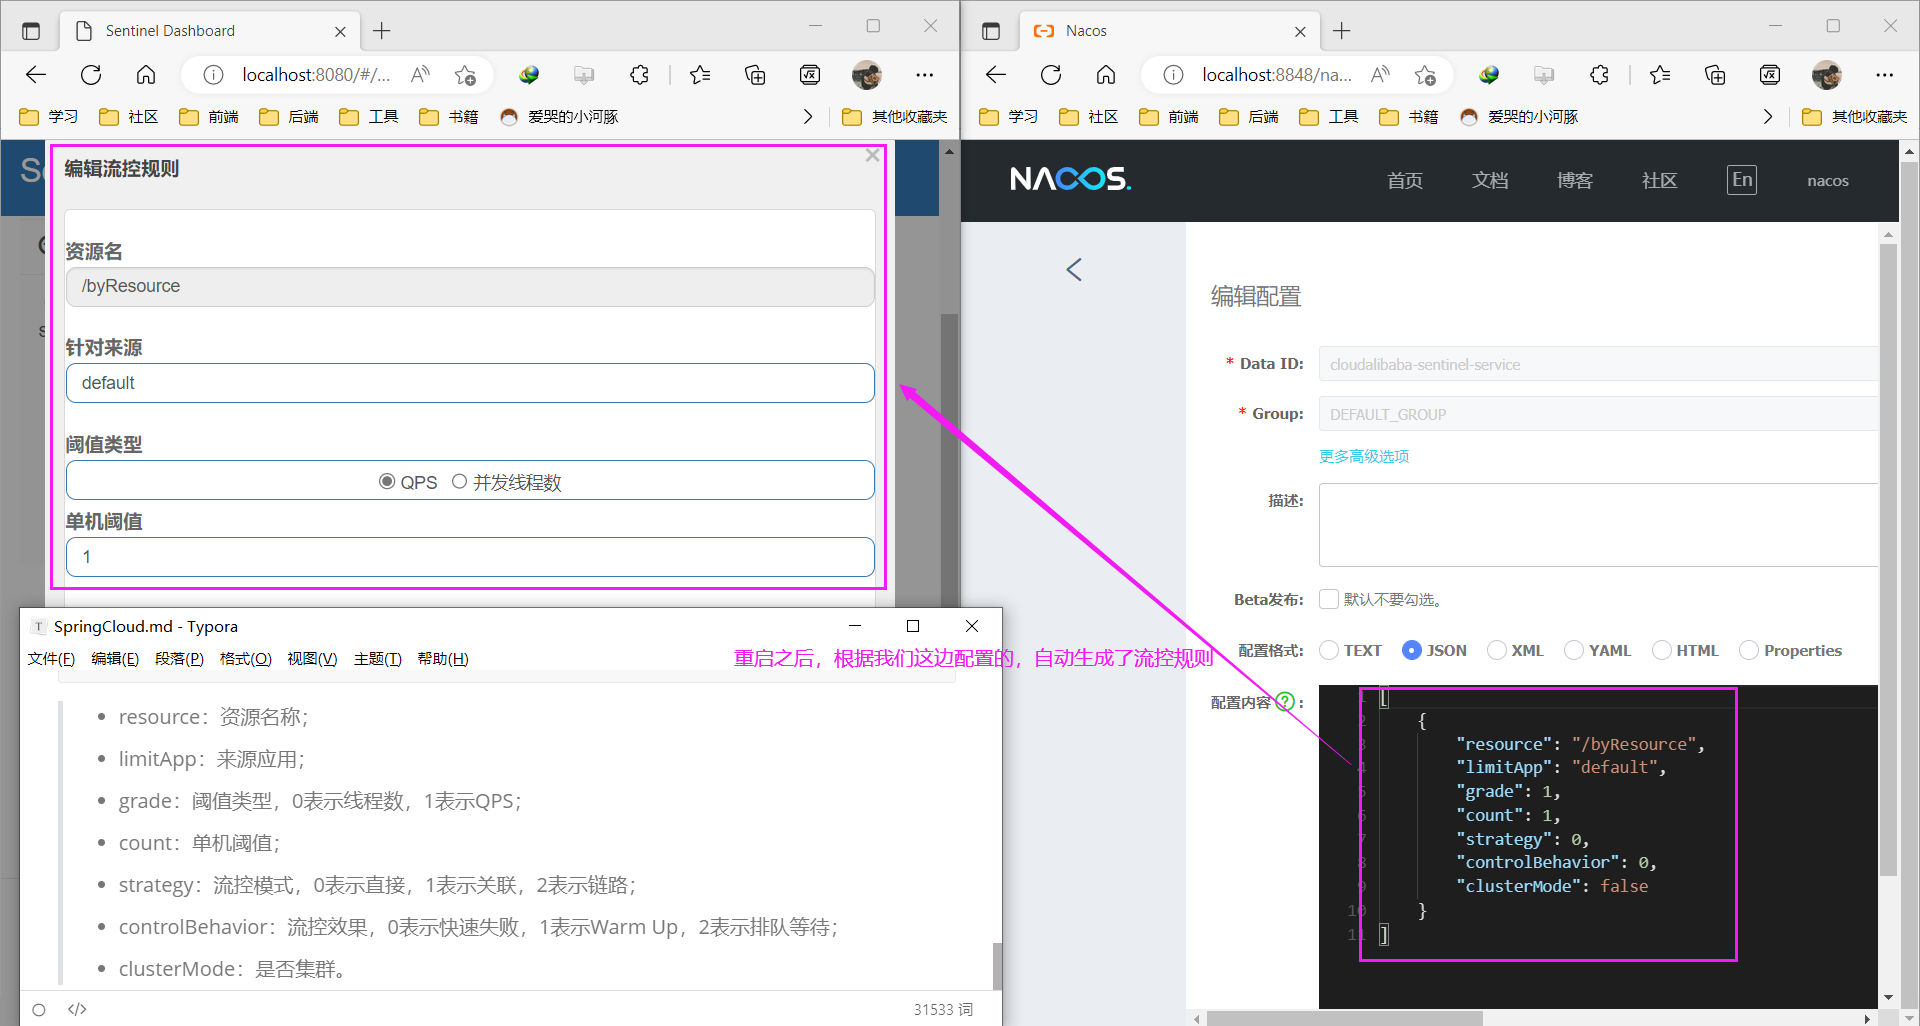 Sentinel Dashboard
localhost:8080/#/...
学习
社区
前端
后端
工具
书籍
爱哭的小河豚
其他收藏夹
编辑流控规则
资源名
/byResource
针对来源
default
阈值类型
QPS 并发线程数
单机阈值
1
Nacos
localhost:8848/na...
学习
社区
前端
后端
工具
书籍
爱哭的小河豚
其他收藏夹
NACOS.
首页
文档
博客
社区
En
nacos
编辑配置
* Data ID: cloudalibaba-sentinel-service
* Group: DEFAULT_GROUP
更多高级选项
描述:
Beta发布: 默认不要勾选。
配置格式: TEXT JSON XML YAML HTML Properties
配置内容 ? :
1 [
2 {
3 "resource": "/byResource",
4 "limitApp": "default",
5 "grade": 1,
6 "count": 1,
7 "strategy": 0,
8 "controlBehavior": 0,
9 "clusterMode": false
10 }
11 ]
SpringCloud.md - Typora
文件(F) 编辑(E) 段落(P) 格式(O) 视图(V) 主题(T) 帮助(H)
重启之后，根据我们这边配置的，自动生成了流控规则
resource：资源名称；
limitApp：来源应用；
grade：阈值类型，0表示线程数，1表示QPS；
count：单机阈值；
strategy：流控模式，0表示直接，1表示关联，2表示链路；
controlBehavior：流控效果，0表示快速失败，1表示Warm Up，2表示排队等待；
clusterMode：是否集群。
31533 词